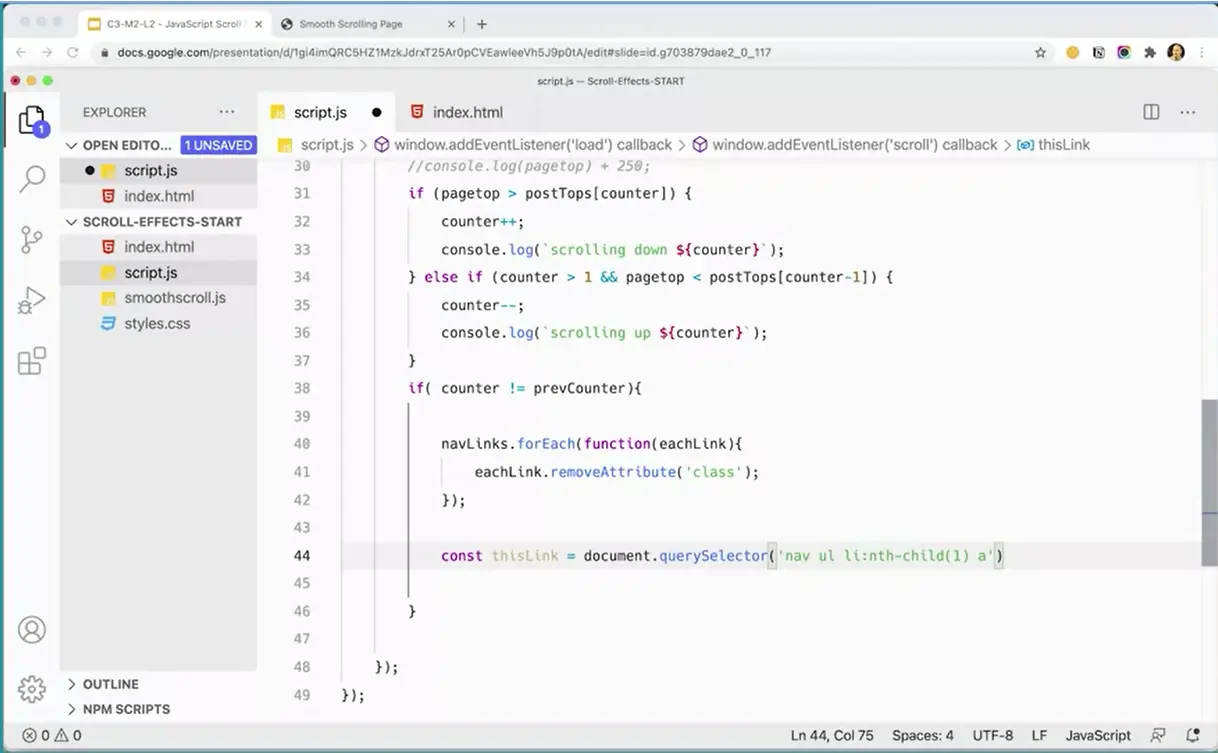 C3-M2-L2 - JavaScript Scroll
Smooth Scrolling Page
docs.google.com/presentation/d/1gi4imQRC5HZ1MzkJdrxT25Ar0pCVEawleeVh5J9p0tA/edit#slide=id.g703879dae2_0_117
script.js — Scroll-Effects-START
EXPLORER
script.js
index.html
OPEN EDITO... 1 UNSAVED
script.js > window.addEventListener('load') callback > window.addEventListener('scroll') callback > thisLink
1
script.js
index.html
SCROLL-EFFECTS-START
index.html
script.js
smoothscroll.js
styles.css
30 //console.log(pagetop) + 250;
31 if (pagetop > postTops[counter]) {
32 counter++;
33 console.log(`scrolling down ${counter}`);
34 } else if (counter > 1 && pagetop < postTops[counter-1]) {
35 counter--;
36 console.log(`scrolling up ${counter}`);
37 }
38 if( counter != prevCounter){
39
40 navLinks.forEach(function(eachLink){
41 eachLink.removeAttribute('class');
42 });
43
44 const thisLink = document.querySelector('nav ul li:nth-child(1) a')
45
46 }
47
48 });
49 });
OUTLINE
NPM SCRIPTS
0 0
Ln 44, Col 75 Spaces: 4 UTF-8 LF JavaScript